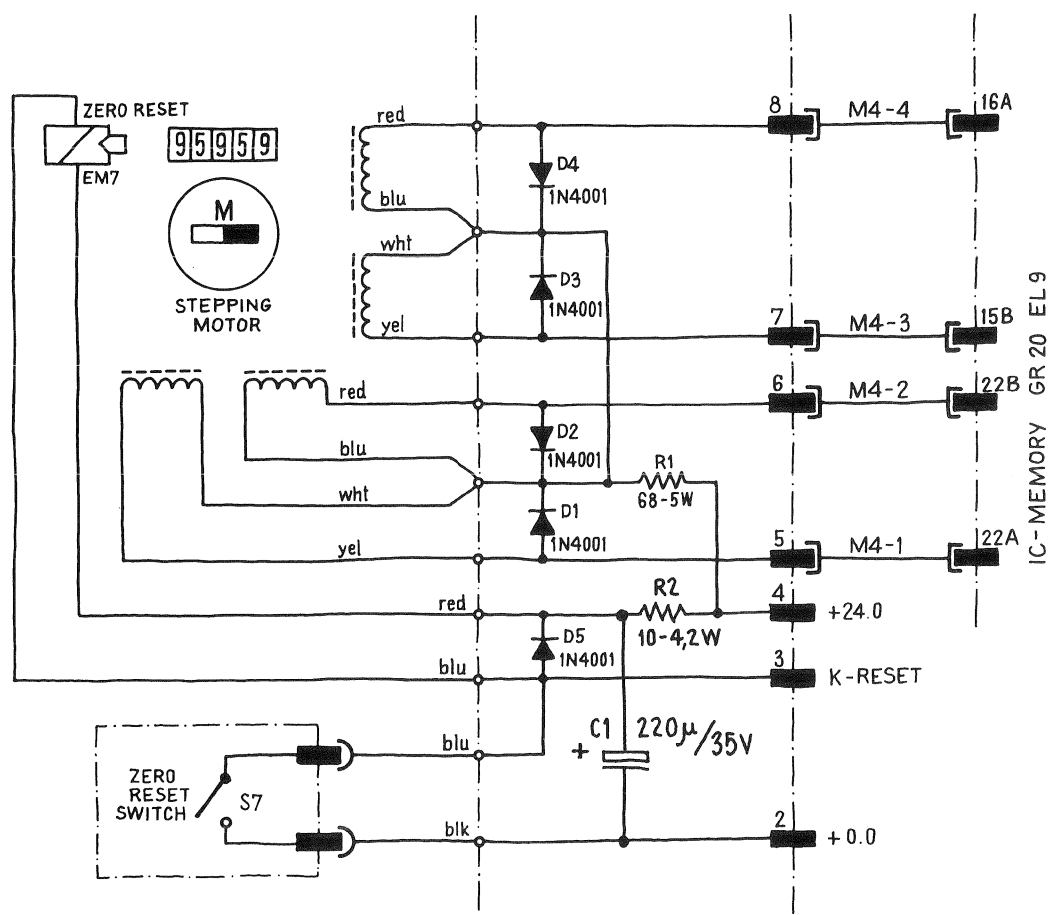 ZERO RESET
EM7
95959
M
STEPPING
MOTOR
red
blu
wht
yel
D4
1N4001
D3
1N4001
8
M4-4
16A
7
M4-3
15B
red
blu
wht
yel
D2
1N4001
D1
1N4001
R1
68-5W
6
M4-2
22B
5
M4-1
22A
IC-MEMORY GR 20 EL 9
red
R2
10-4,2W
4
+24.0
D5
1N4001
blu
3
K-RESET
C1 220µ/35V
+
ZERO
RESET
SWITCH
S7
blu
blk
2
+0.0